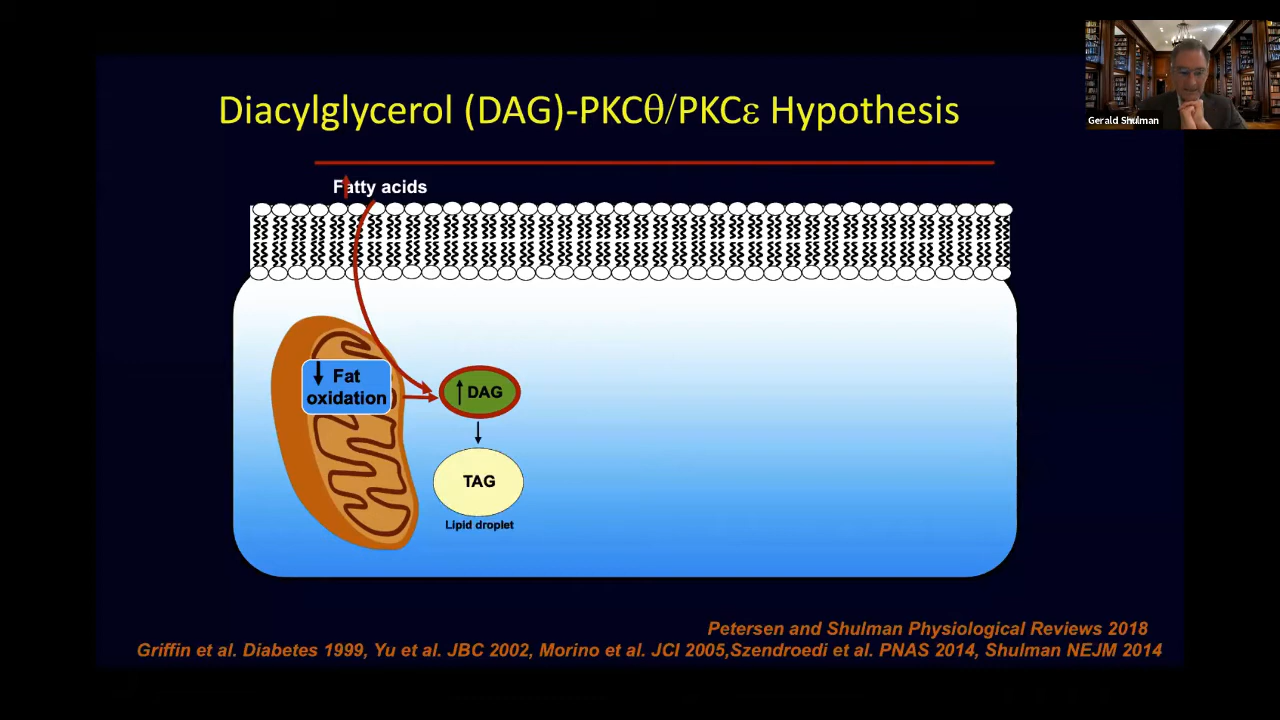 Diacylglycerol (DAG)-PKCθ/PKCε Hypothesis
Gerald Shulman
Fatty acids
Fat
oxidation
DAG
TAG
Lipid droplet
Petersen and Shulman Physiological Reviews 2018
Griffin et al. Diabetes 1999, Yu et al. JBC 2002, Morino et al. JCI 2005,Szendroedi et al. PNAS 2014, Shulman NEJM 2014